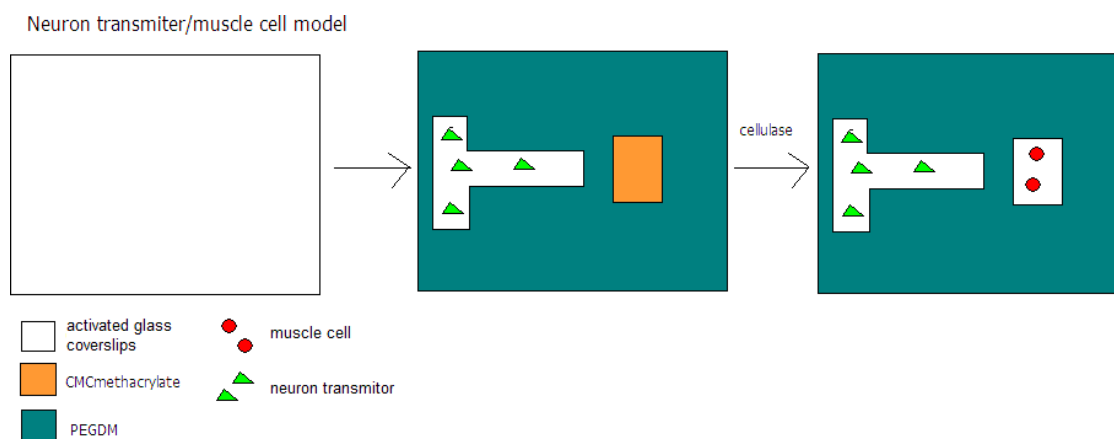 Neuron transmiter/muscle cell model
cellulase
activated glass
coverslips
muscle cell
CMCmethacrylate
neuron transmitor
PEGDM